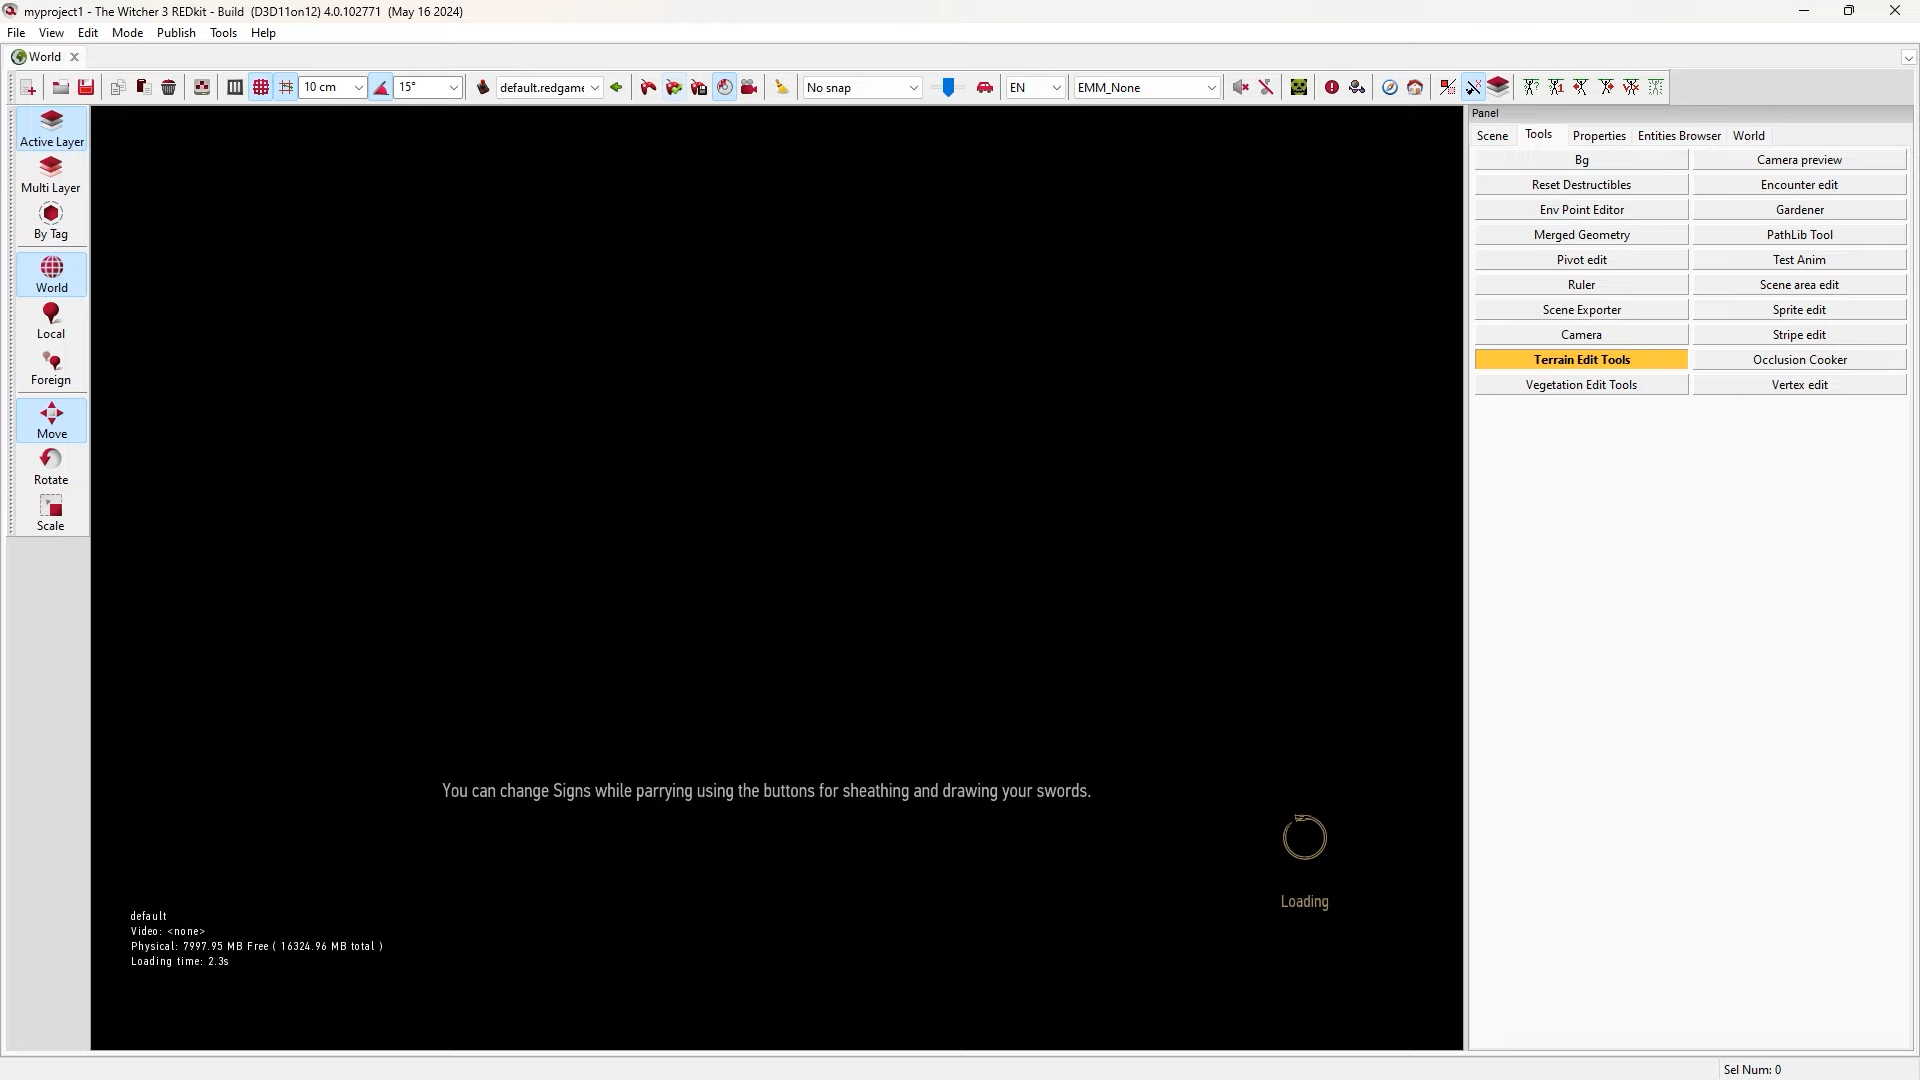 myproject1 - The Witcher 3 REDkit - Build  (D3D11on12) 4.0.102771  (May 16 2024)
File View Edit Mode Publish Tools Help
World
10 cm 15° default.redgame No snap EN EMM_None
Active Layer
Multi Layer
By Tag
World
Local
Foreign
Move
Rotate
Scale
You can change Signs while parrying using the buttons for sheathing and drawing your swords.
Loading
default
Video: <none>
Physical: 7997.95 MB Free ( 16324.96 MB total )
Loading time: 2.3s
Panel
Scene Tools Properties Entities Browser World
Bg Camera preview
Reset Destructibles Encounter edit
Env Point Editor Gardener
Merged Geometry PathLib Tool
Pivot edit Test Anim
Ruler Scene area edit
Scene Exporter Sprite edit
Camera Stripe edit
Terrain Edit Tools Occlusion Cooker
Vegetation Edit Tools Vertex edit
Sel Num: 0